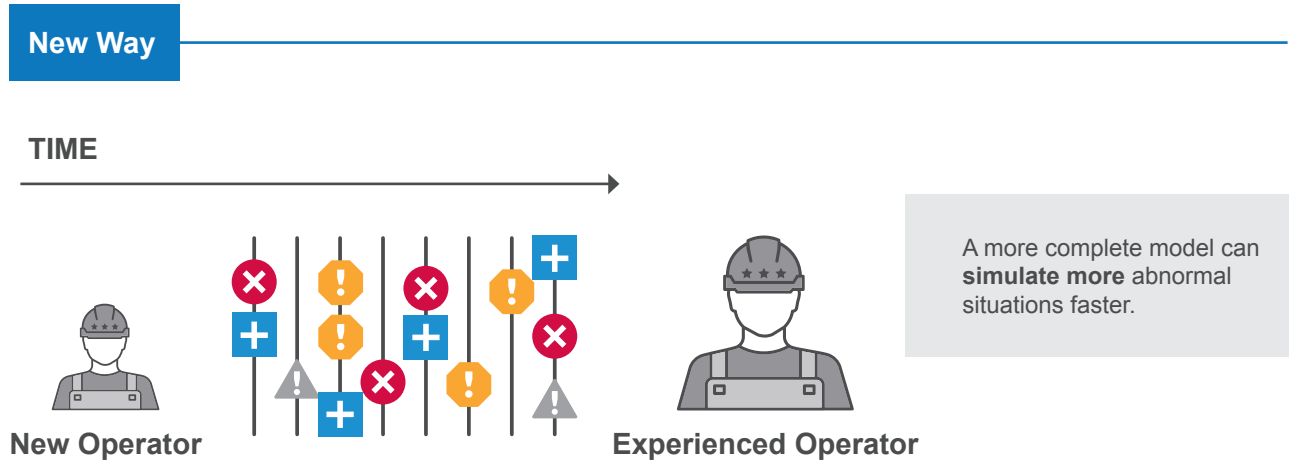 New Way
TIME
A more complete model can
simulate more abnormal
situations faster.
New Operator
Experienced Operator